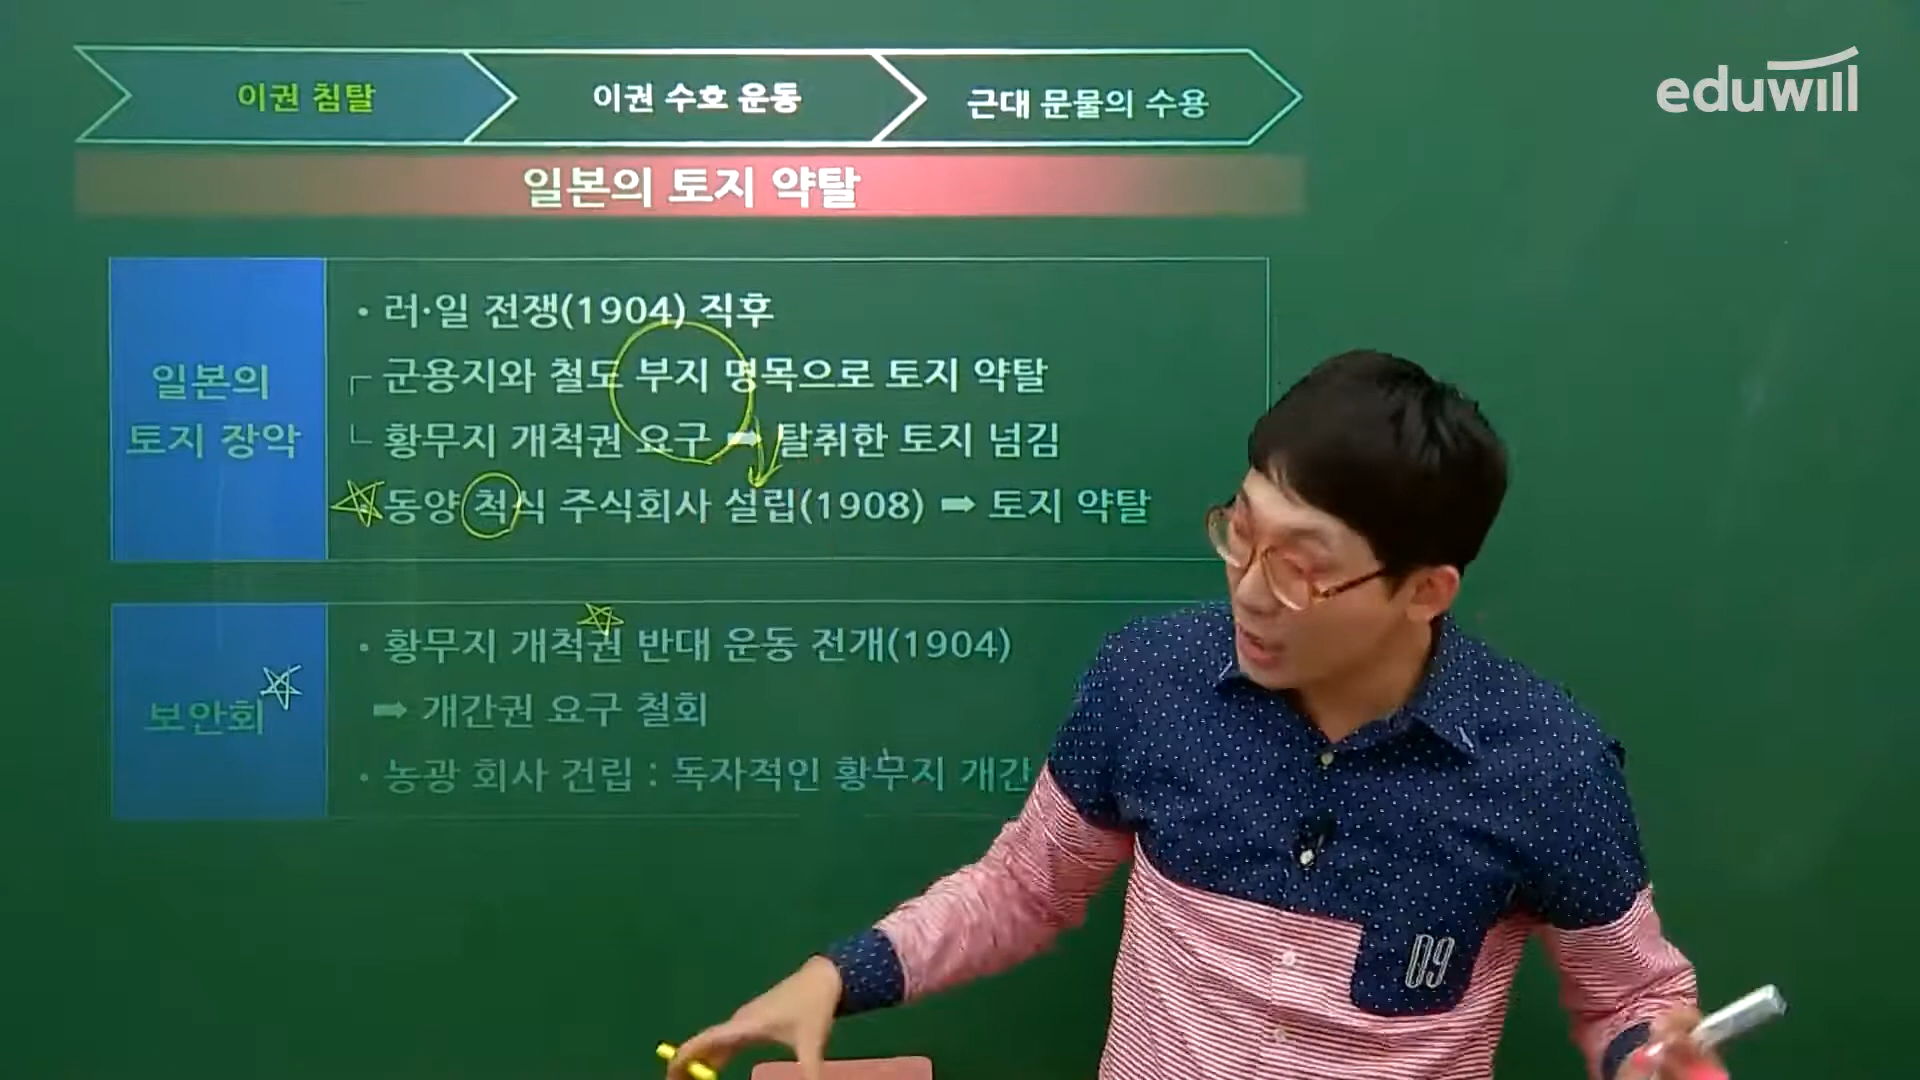 이권 침탈
이권 수호 운동
근대 문물의 수용
eduwill
일본의 토지 약탈
일본의
토지 장악
• 러·일 전쟁(1904) 직후
┌ 군용지와 철도 부지 명목으로 토지 약탈
└ 황무지 개척권 요구 ➡ 탈취한 토지 넘김
동양 척식 주식회사 설립(1908) ➡ 토지 약탈
보안회
• 황무지 개척권 반대 운동 전개(1904)
➡ 개간권 요구 철회
• 농광 회사 건립 : 독자적인 황무지 개간
09